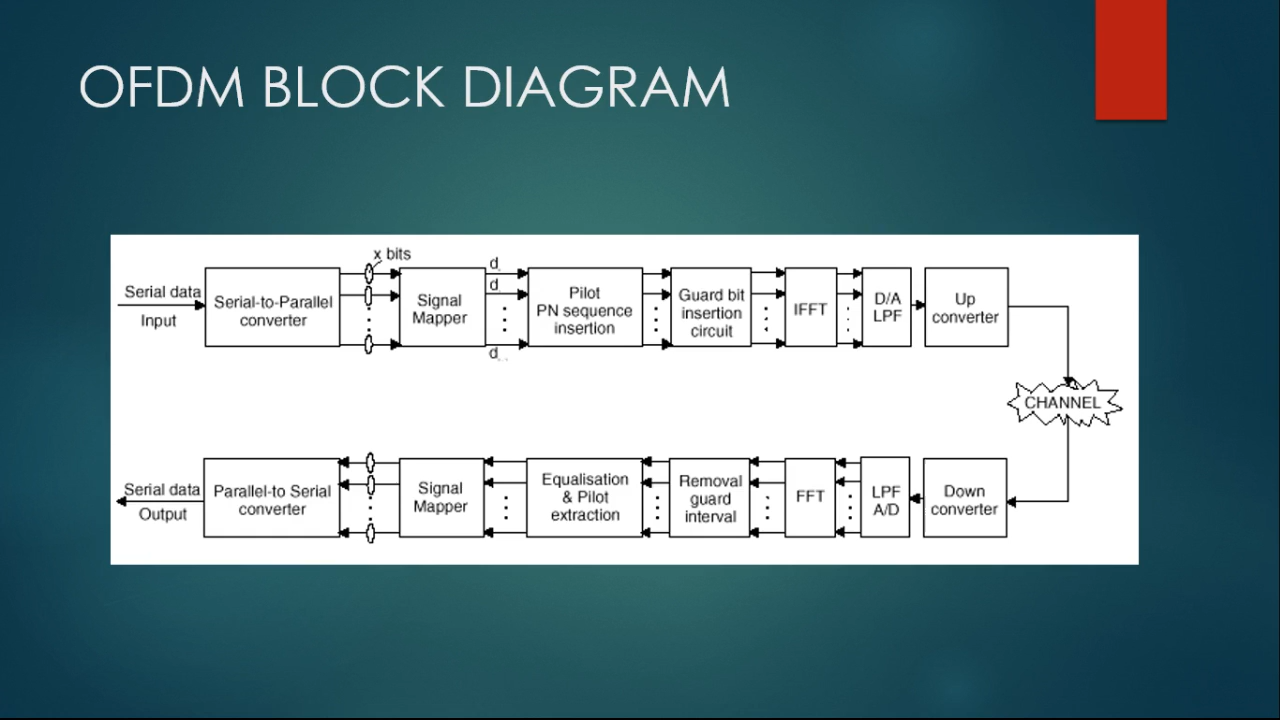 OFDM BLOCK DIAGRAM
x bits
Serial data
Input
Serial-to-Parallel
converter
Signal
Mapper
d
d
d
Pilot
PN sequence
insertion
Guard bit
insertion
circuit
IFFT
D/A
LPF
Up
converter
CHANNEL
Serial data
Output
Parallel-to Serial
converter
Signal
Mapper
Equalisation
& Pilot
extraction
Removal
guard
interval
FFT
LPF
A/D
Down
converter